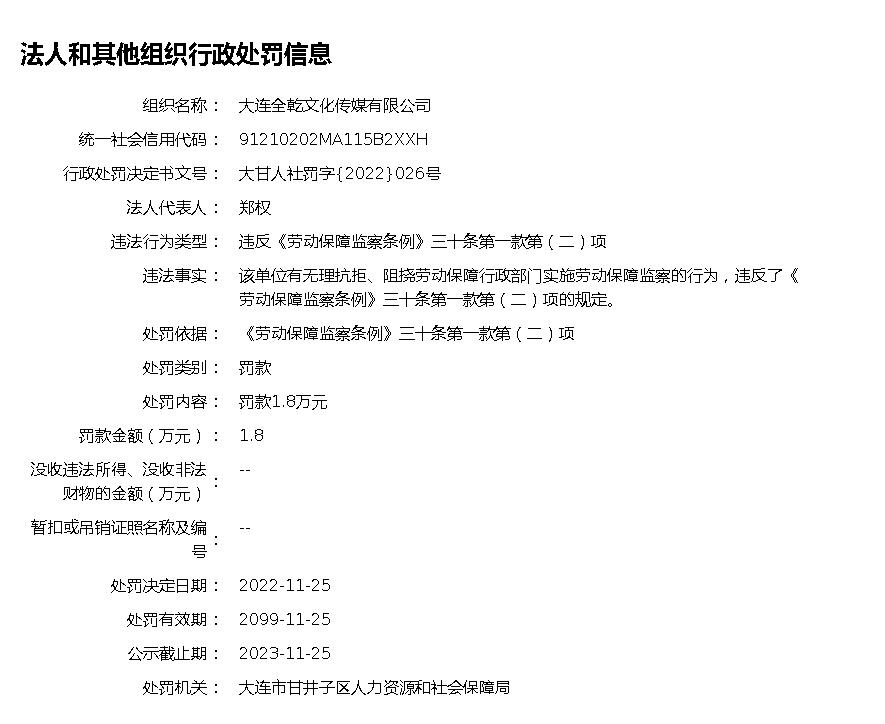 法人和其他组织行政处罚信息
组织名称： 大连全乾文化传媒有限公司
统一社会信用代码： 91210202MA115B2XXH
行政处罚决定书文号： 大甘人社罚字{2022}026号
法人代表人： 郑权
违法行为类型： 违反《劳动保障监察条例》三十条第一款第（二）项
违法事实： 该单位有无理抗拒、阻挠劳动保障行政部门实施劳动保障监察的行为，违反了《
劳动保障监察条例》三十条第一款第（二）项的规定。
处罚依据： 《劳动保障监察条例》三十条第一款第（二）项
处罚类别： 罚款
处罚内容： 罚款1.8万元
罚款金额（万元）： 1.8
没收违法所得、没收非法
财物的金额（万元）： --
暂扣或吊销证照名称及编
号： --
处罚决定日期： 2022-11-25
处罚有效期： 2099-11-25
公示截止期： 2023-11-25
处罚机关： 大连市甘井子区人力资源和社会保障局